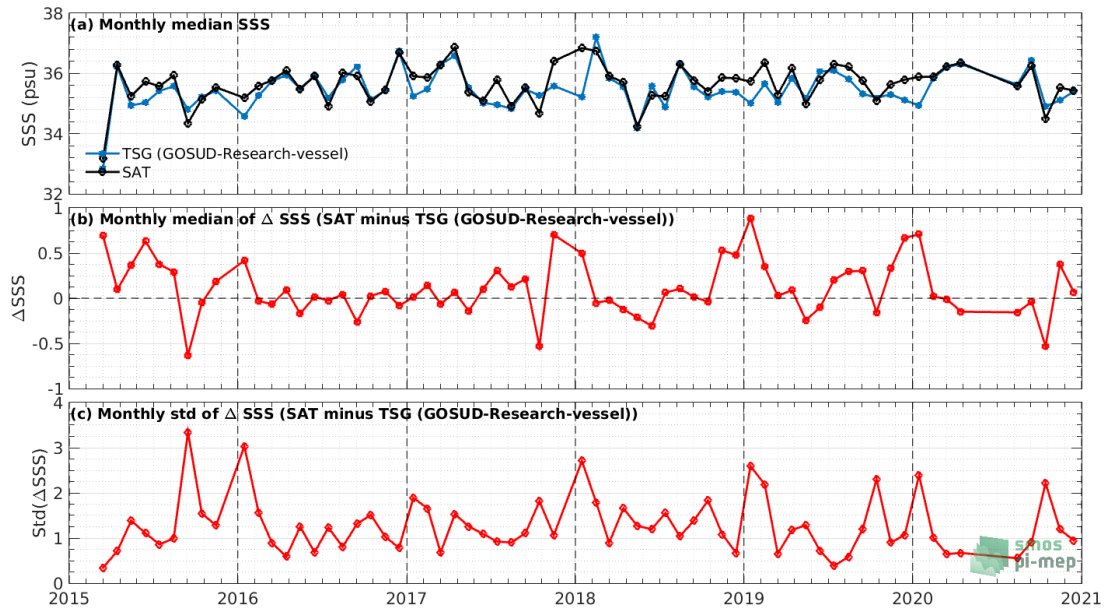 38
(a) Monthly median SSS
36
34
32
SSS (psu)
TSG (GOSUD-Research-vessel)
SAT
1
(b) Monthly median of Δ SSS (SAT minus TSG (GOSUD-Research-vessel))
0.5
0
-0.5
-1
ΔSSS
4
(c) Monthly std of Δ SSS (SAT minus TSG (GOSUD-Research-vessel))
3
2
1
0
Std(ΔSSS)
smos
pi-mep
2015 2016 2017 2018 2019 2020 2021